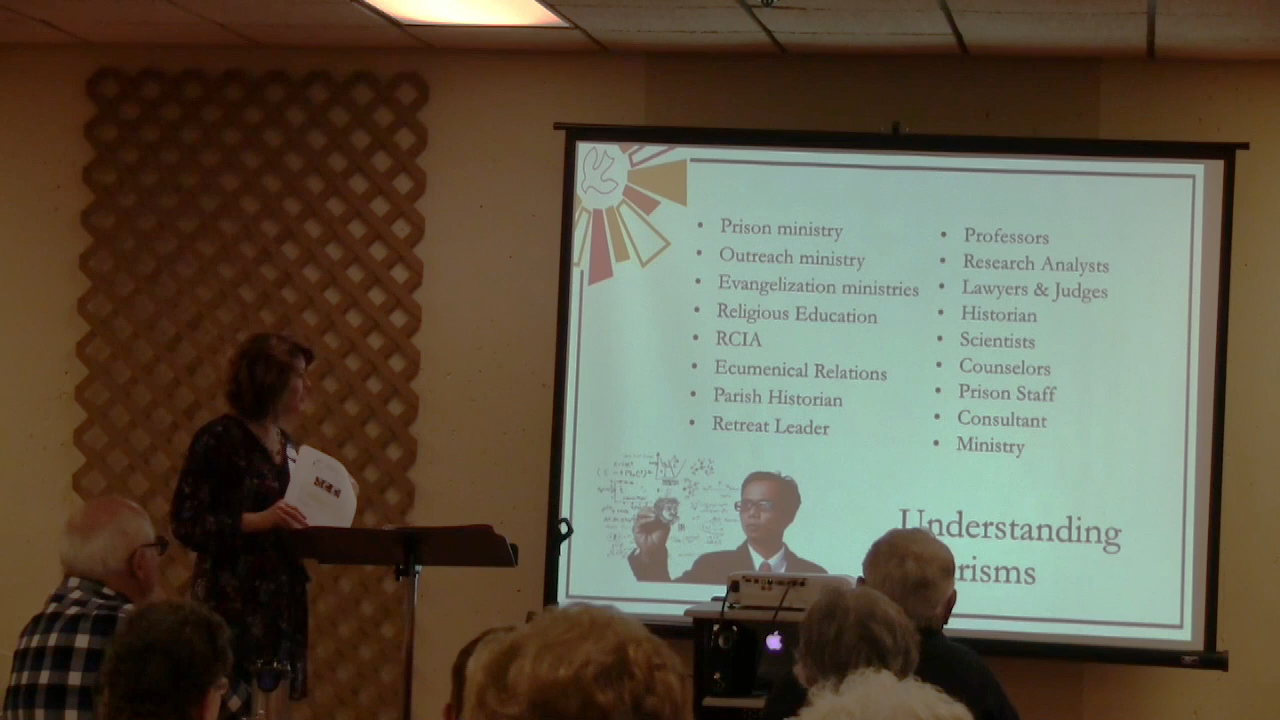 • Prison ministry
• Outreach ministry
• Evangelization ministries
• Religious Education
• RCIA
• Ecumenical Relations
• Parish Historian
• Retreat Leader
• Professors
• Research Analysts
• Lawyers & Judges
• Historian
• Scientists
• Counselors
• Prison Staff
• Consultant
• Ministry
Understanding
risms